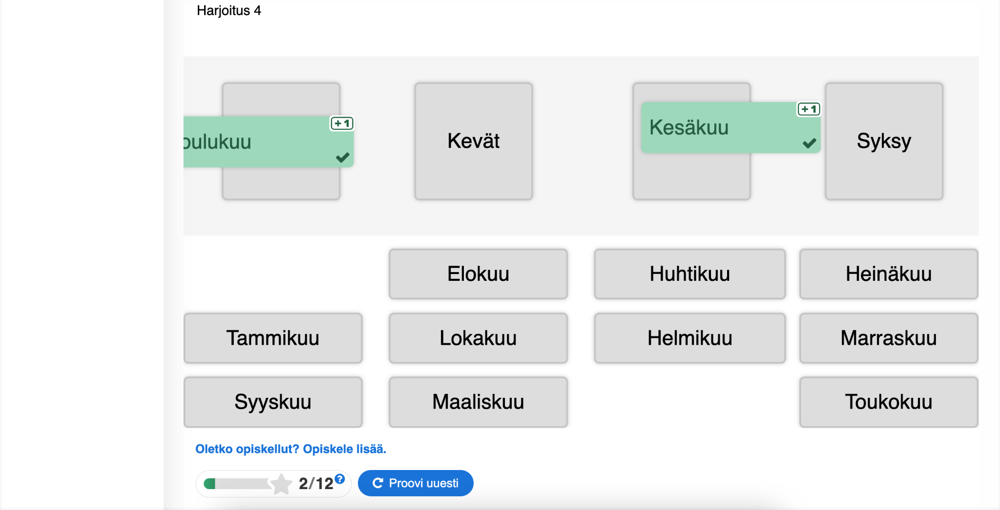 Harjoitus 4
+1
oulukuu
Kevät
+1
Kesäkuu
Syksy
Elokuu
Huhtikuu
Heinäkuu
Tammikuu
Lokakuu
Helmikuu
Marraskuu
Syyskuu
Maaliskuu
Toukokuu
Oletko opiskellut? Opiskele lisää.
2/12 ?
Proovi uuesti